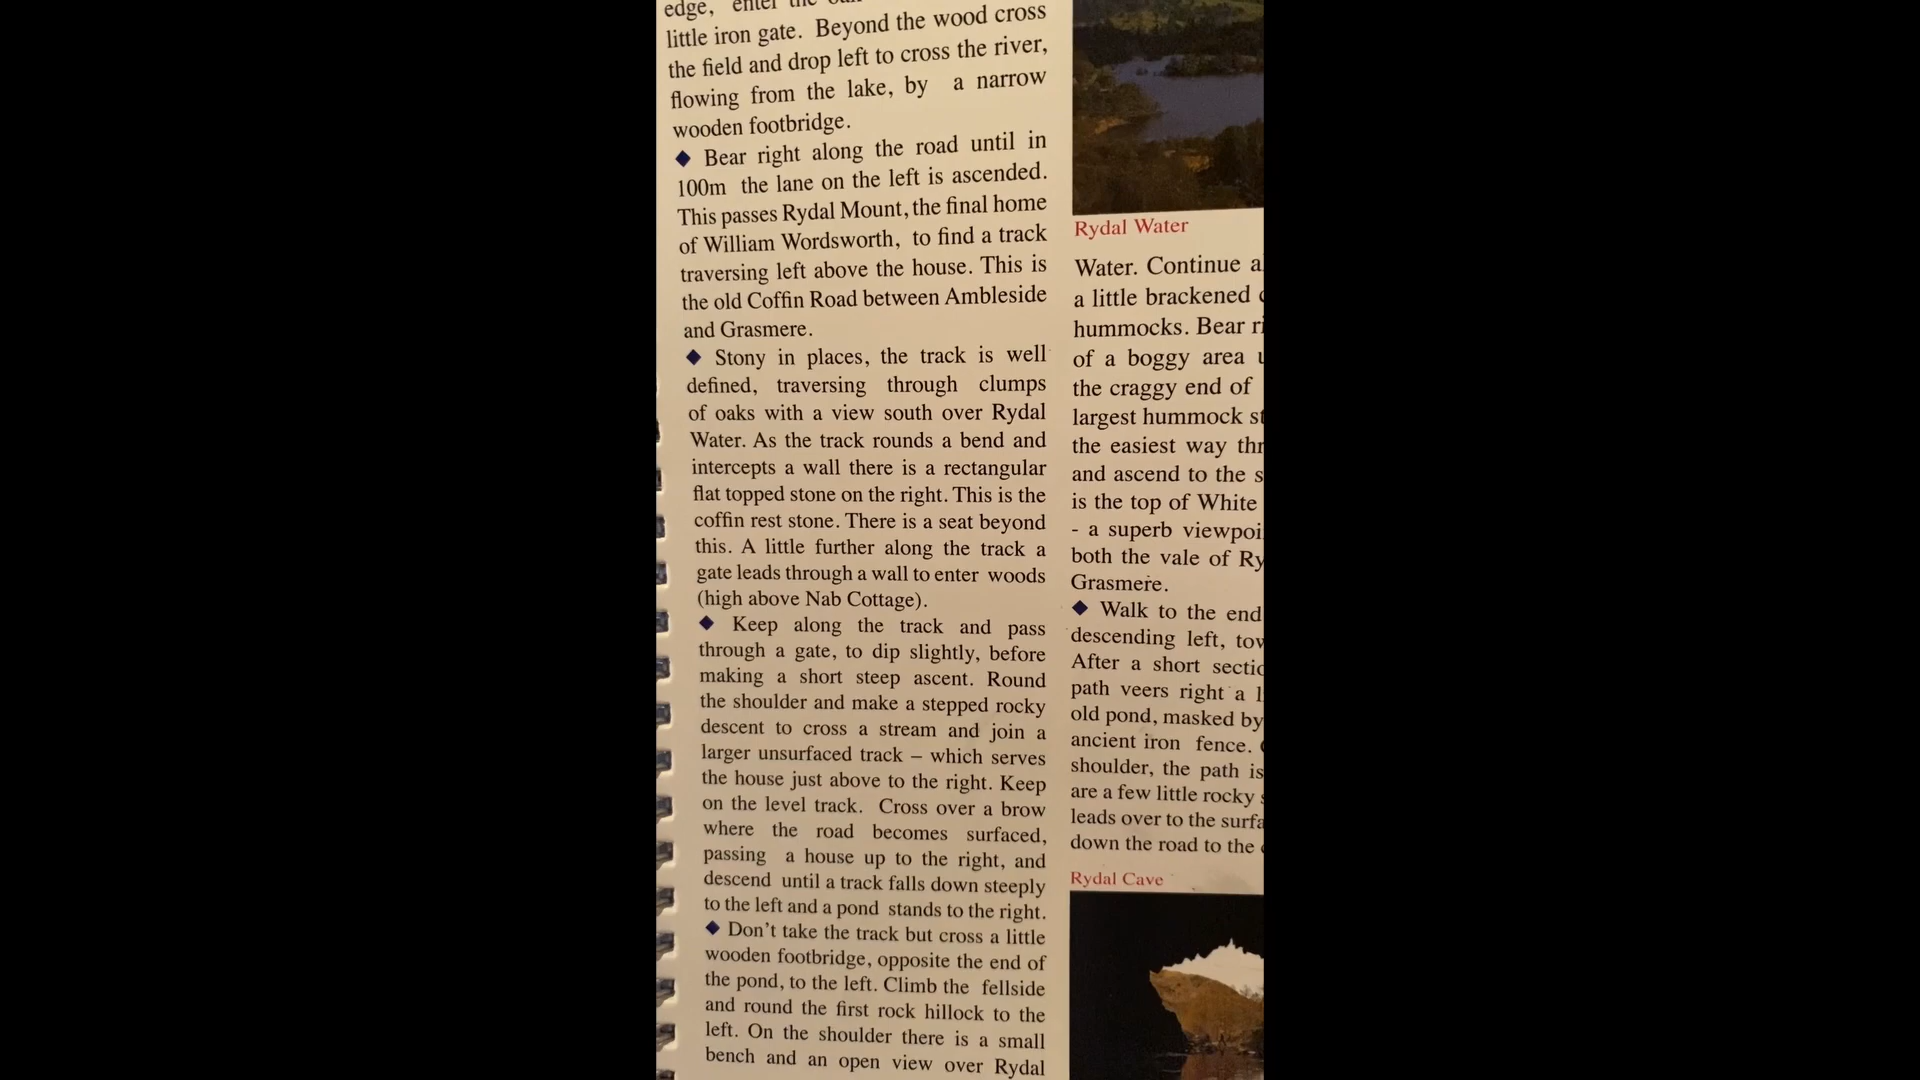 edge, enter the
little iron gate. Beyond the wood cross
the field and drop left to cross the river,
flowing from the lake, by a narrow
wooden footbridge.
◆ Bear right along the road until in
100m the lane on the left is ascended.
This passes Rydal Mount, the final home
of William Wordsworth, to find a track
traversing left above the house. This is
the old Coffin Road between Ambleside
and Grasmere.
◆ Stony in places, the track is well
defined, traversing through clumps
of oaks with a view south over Rydal
Water. As the track rounds a bend and
intercepts a wall there is a rectangular
flat topped stone on the right. This is the
coffin rest stone. There is a seat beyond
this. A little further along the track a
gate leads through a wall to enter woods
(high above Nab Cottage).
◆ Keep along the track and pass
through a gate, to dip slightly, before
making a short steep ascent. Round
the shoulder and make a stepped rocky
descent to cross a stream and join a
larger unsurfaced track – which serves
the house just above to the right. Keep
on the level track. Cross over a brow
where the road becomes surfaced,
passing a house up to the right, and
descend until a track falls down steeply
to the left and a pond stands to the right.
◆ Don't take the track but cross a little
wooden footbridge, opposite the end of
the pond, to the left. Climb the fellside
and round the first rock hillock to the
left. On the shoulder there is a small
bench and an open view over Rydal
Rydal Water
Water. Continue
a little brackened
hummocks. Bear
of a boggy area
the craggy end of
largest hummock
the easiest way
and ascend to the
is the top of White
- a superb
both the vale of
Grasmere.
◆ Walk to the end
descending left,
After a short
path veers right a
old pond, masked by
ancient iron fence.
shoulder, the path is
are a few little rocky
leads over to the
down the road to the
Rydal Cave